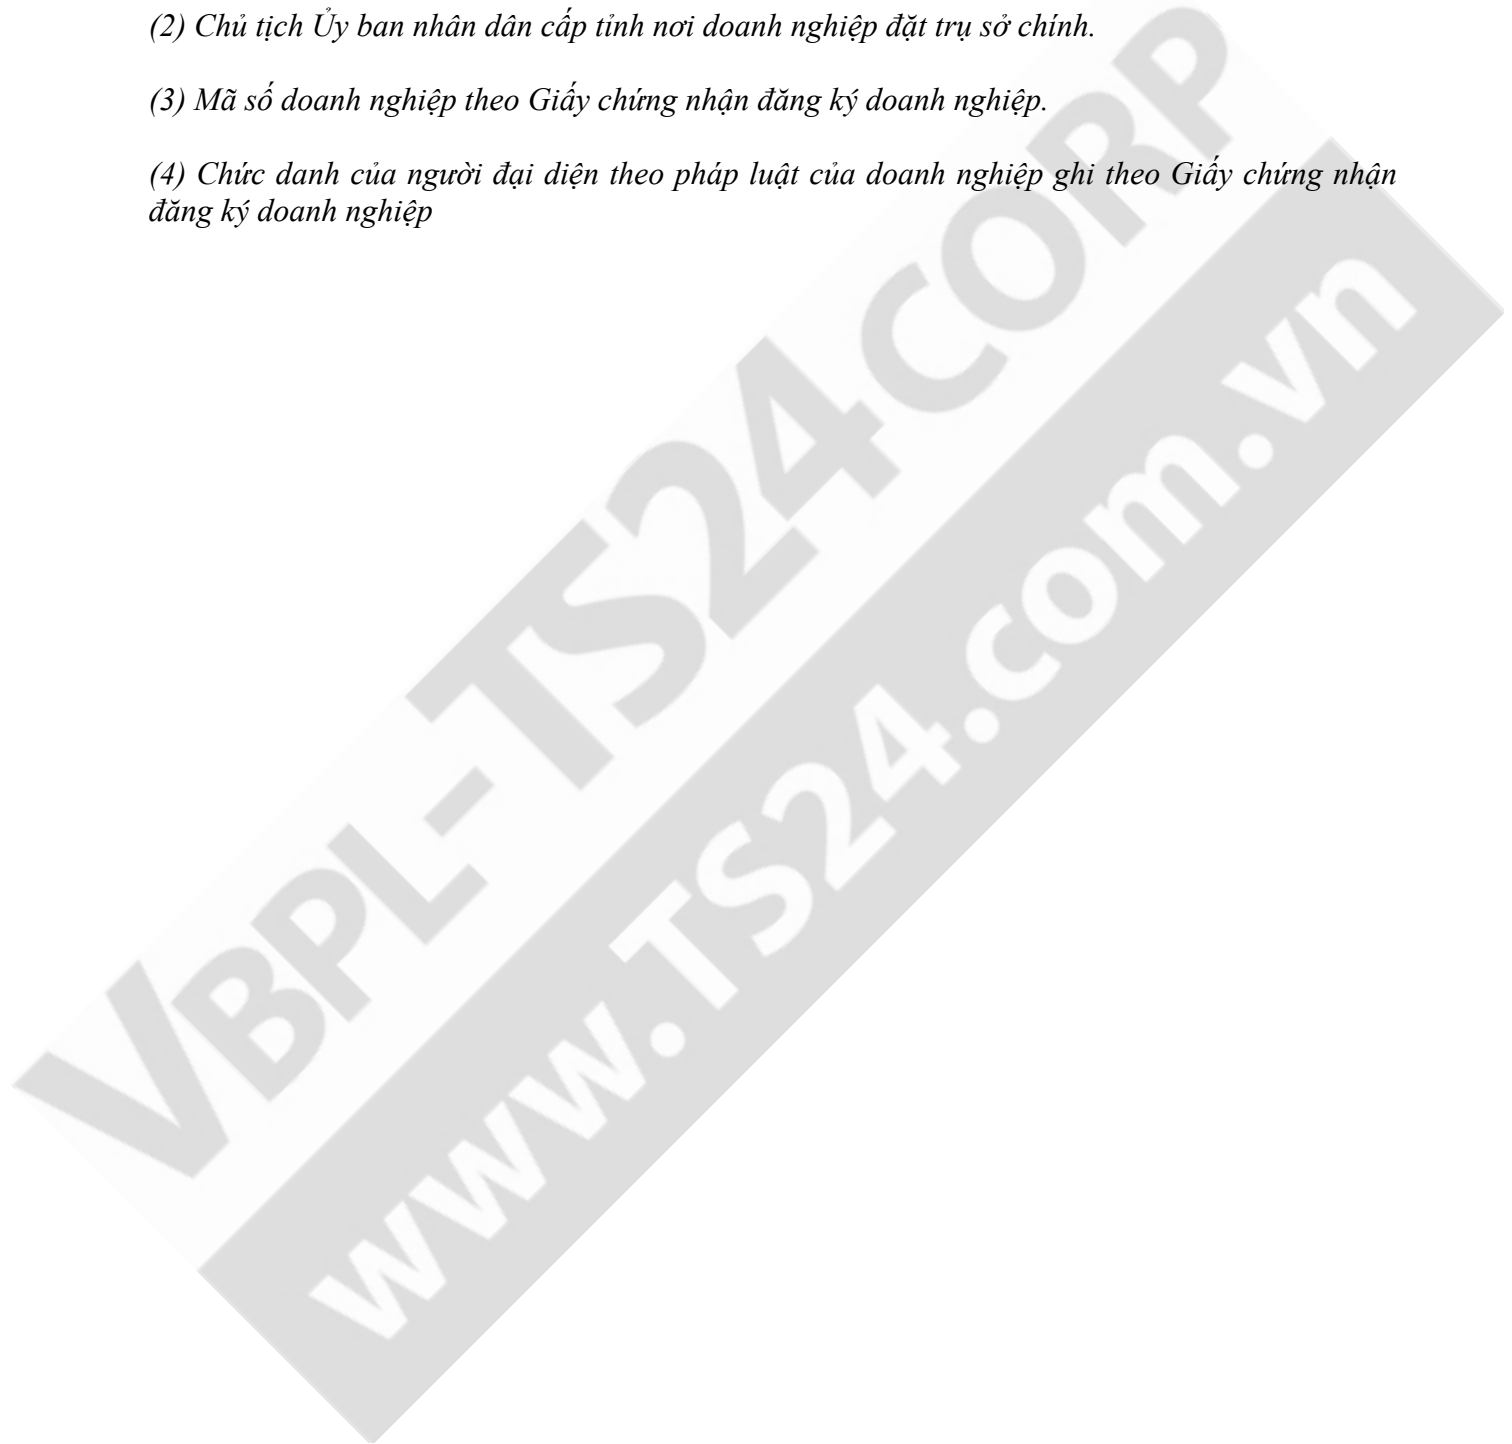 (2) Chủ tịch Ủy ban nhân dân cấp tỉnh nơi doanh nghiệp đặt trụ sở chính.
(3) Mã số doanh nghiệp theo Giấy chứng nhận đăng ký doanh nghiệp.
(4) Chức danh của người đại diện theo pháp luật của doanh nghiệp ghi theo Giấy chứng nhận
đăng ký doanh nghiệp
VBPL-TS24CORP
www.TS24.com.vn